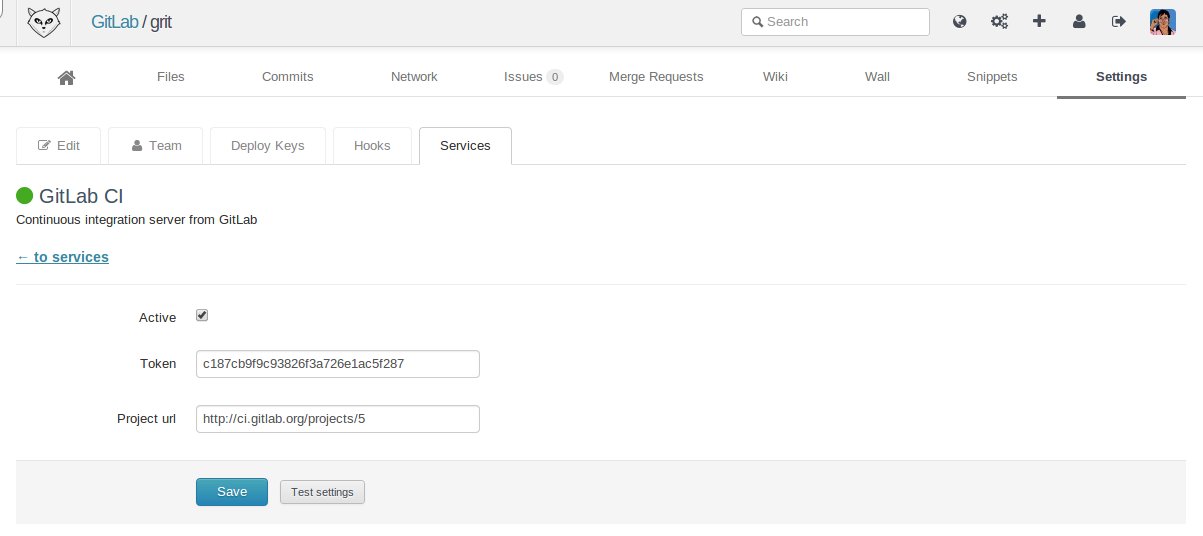 GitLab / grit
Search
Files Commits Network Issues 0 Merge Requests Wiki Wall Snippets Settings
Edit Team Deploy Keys Hooks Services
GitLab CI
Continuous integration server from GitLab
← to services
Active
Token c187cb9f9c93826f3a726e1ac5f287
Project url http://ci.gitlab.org/projects/5
Save Test settings